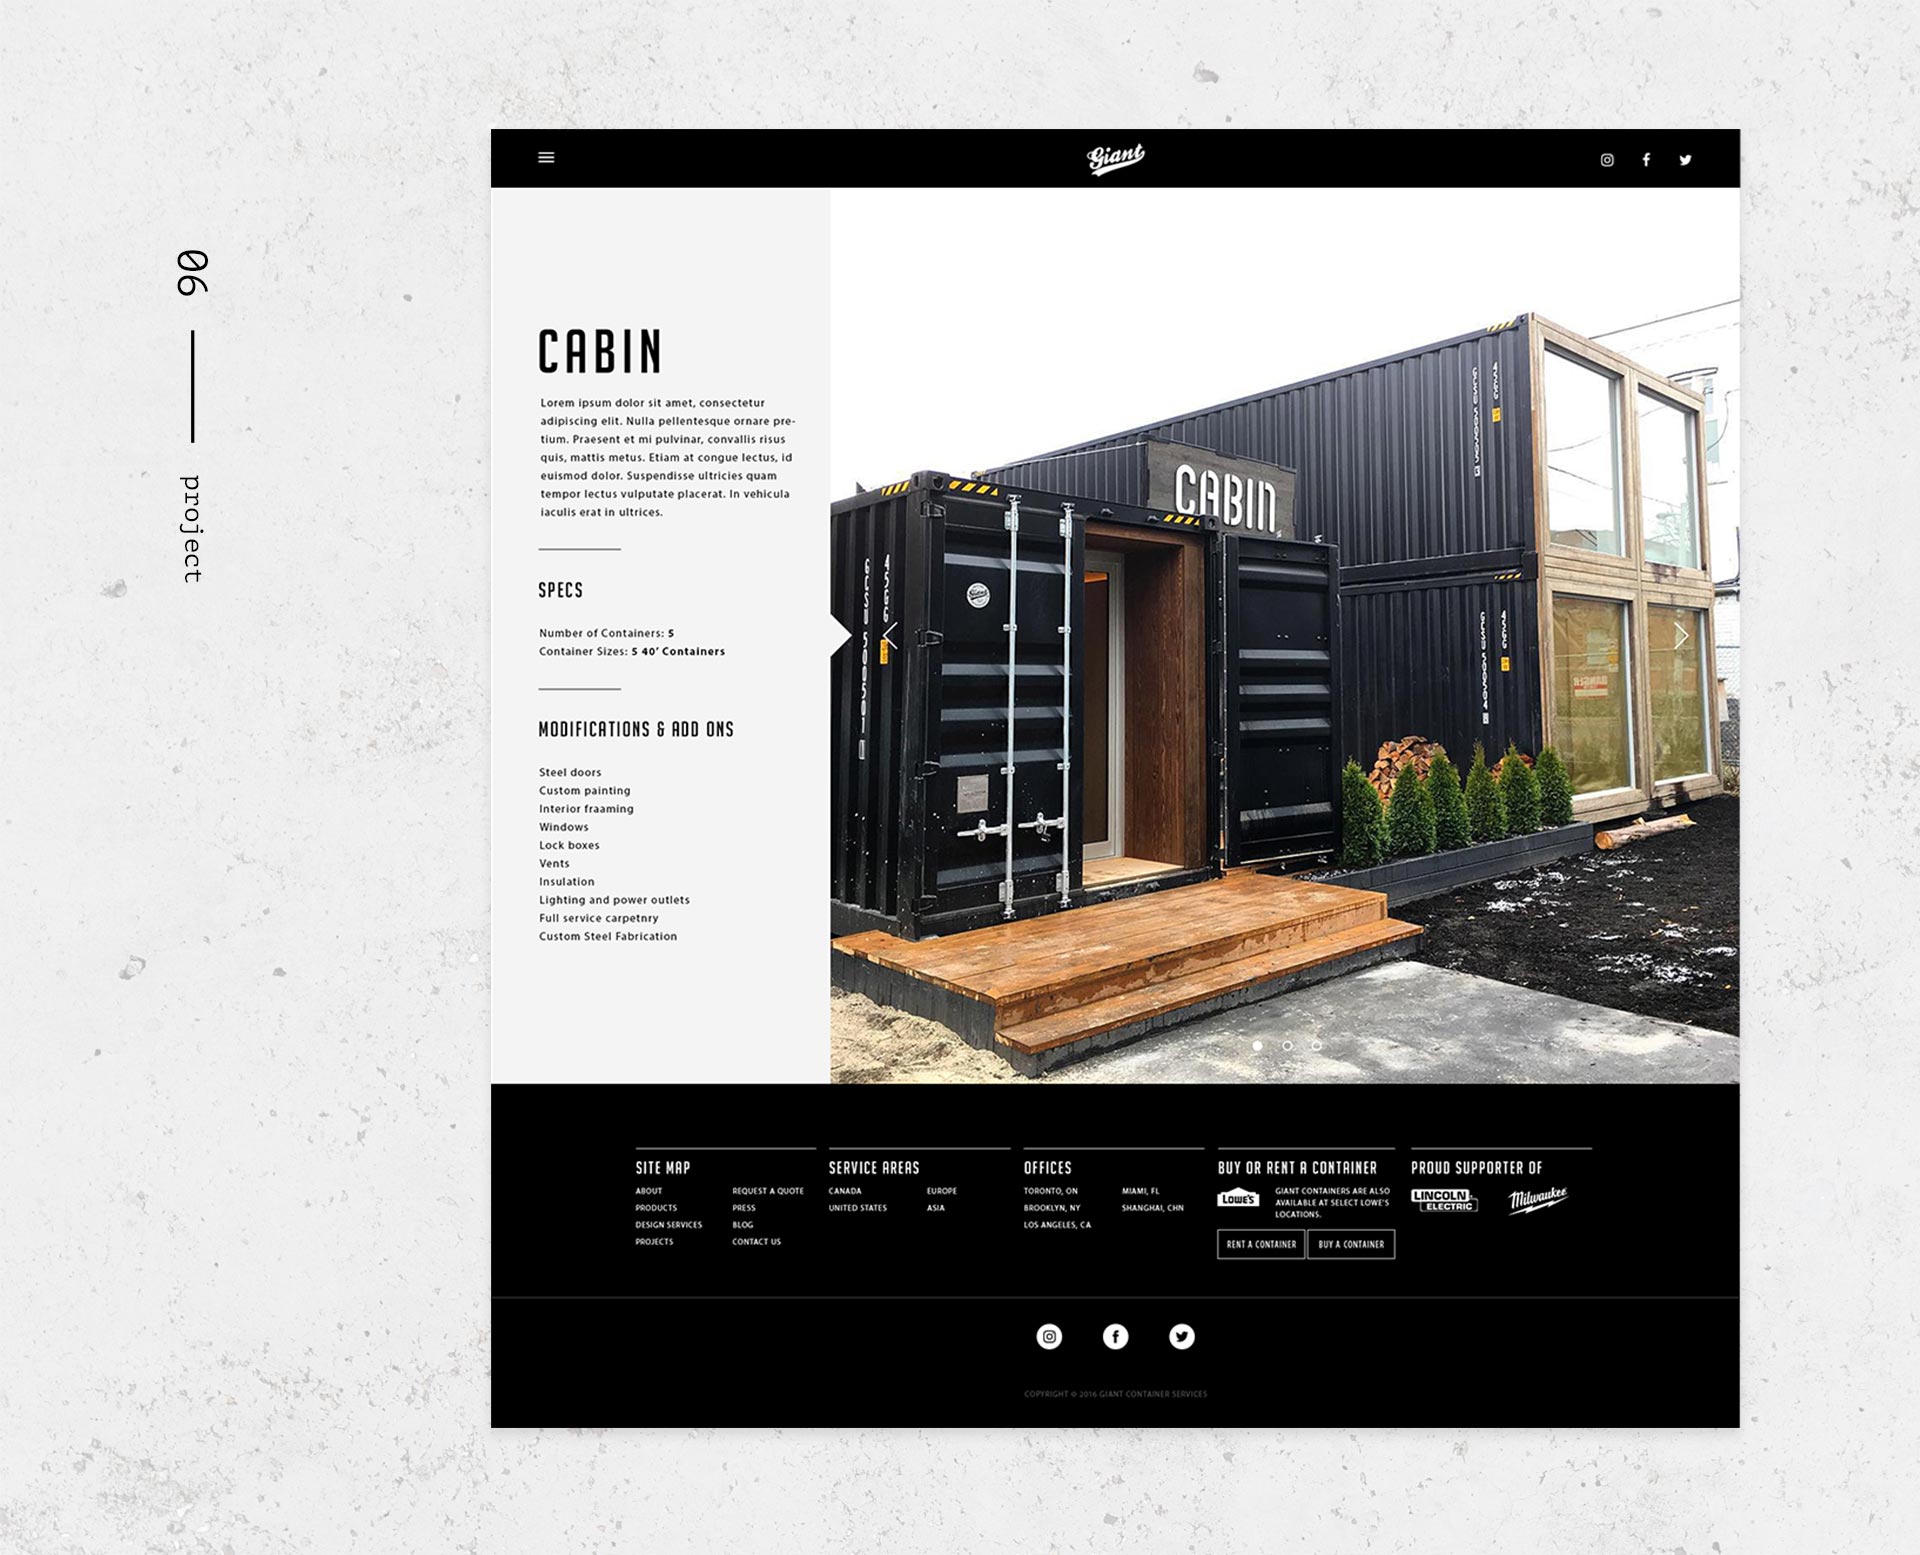 06
project
Giant
CABIN
Lorem ipsum dolor sit amet, consectetur
adipiscing elit. Nulla pellentesque ornare pre-
tium. Praesent et mi pulvinar, convallis risus
quis, mattis metus. Etiam at congue lectus, id
euismod dolor. Suspendisse ultricies quam
tempor lectus vulputate placerat. In vehicula
iaculis erat in ultrices.
SPECS
Number of Containers: 5
Container Sizes: 5 40' Containers
MODIFICATIONS & ADD ONS
Steel doors
Custom painting
Interior fraaming
Windows
Lock boxes
Vents
Insulation
Lighting and power outlets
Full service carpetnry
Custom Steel Fabrication
CABIN
45G6
45G6
45G6
DANGER
SITE MAP
ABOUT
PRODUCTS
DESIGN SERVICES
PROJECTS
REQUEST A QUOTE
PRESS
BLOG
CONTACT US
SERVICE AREAS
CANADA
UNITED STATES
EUROPE
ASIA
OFFICES
TORONTO, ON
BROOKLYN, NY
LOS ANGELES, CA
MIAMI, FL
SHANGHAI, CHN
BUY OR RENT A CONTAINER
LOWE'S
GIANT CONTAINERS ARE ALSO
AVAILABLE AT SELECT LOWE'S
LOCATIONS.
RENT A CONTAINER
BUY A CONTAINER
PROUD SUPPORTER OF
LINCOLN
ELECTRIC
Milwaukee
COPYRIGHT © 2016 GIANT CONTAINER SERVICES